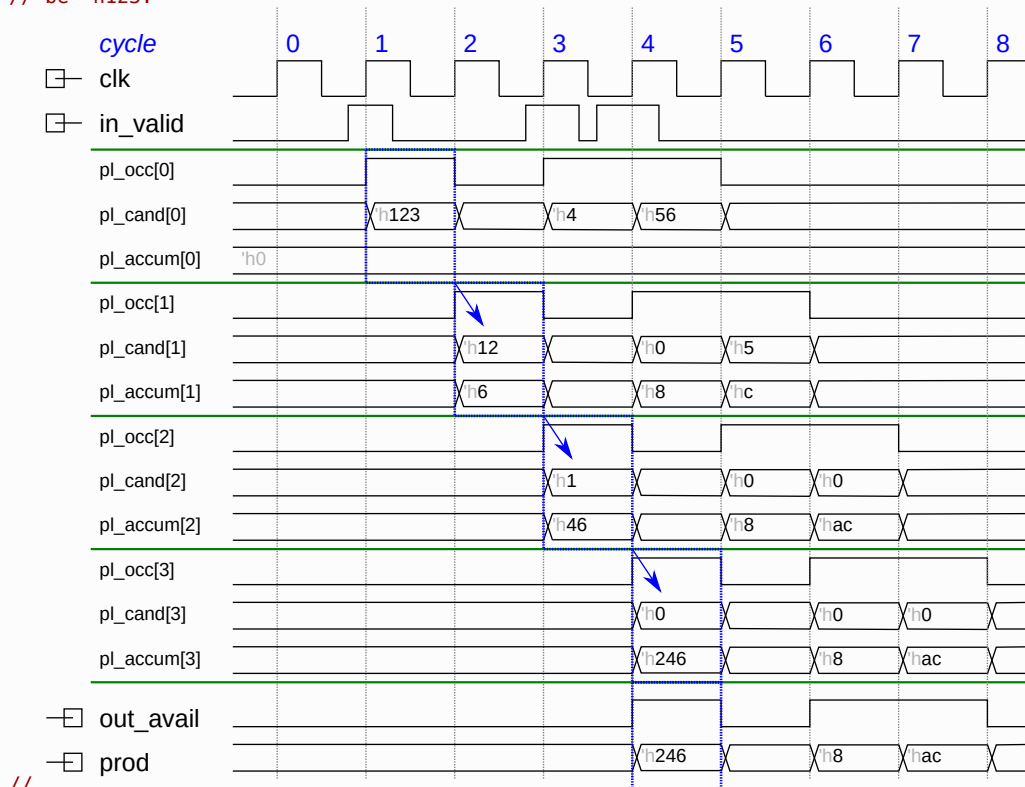 // be 'h123.
cycle 0 1 2 3 4 5 6 7 8
clk
in_valid
pl_occ[0]
pl_cand[0] 'h123 'h4 'h56
pl_accum[0] 'h0
pl_occ[1]
pl_cand[1] 'h12 'h0 'h5
pl_accum[1] 'h6 'h8 'hc
pl_occ[2]
pl_cand[2] 'h1 'h0 'h0
pl_accum[2] 'h46 'h8 'hac
pl_occ[3]
pl_cand[3] 'h0 'h0 'h0
pl_accum[3] 'h246 'h8 'hac
out_avail
prod 'h246 'h8 'hac
//